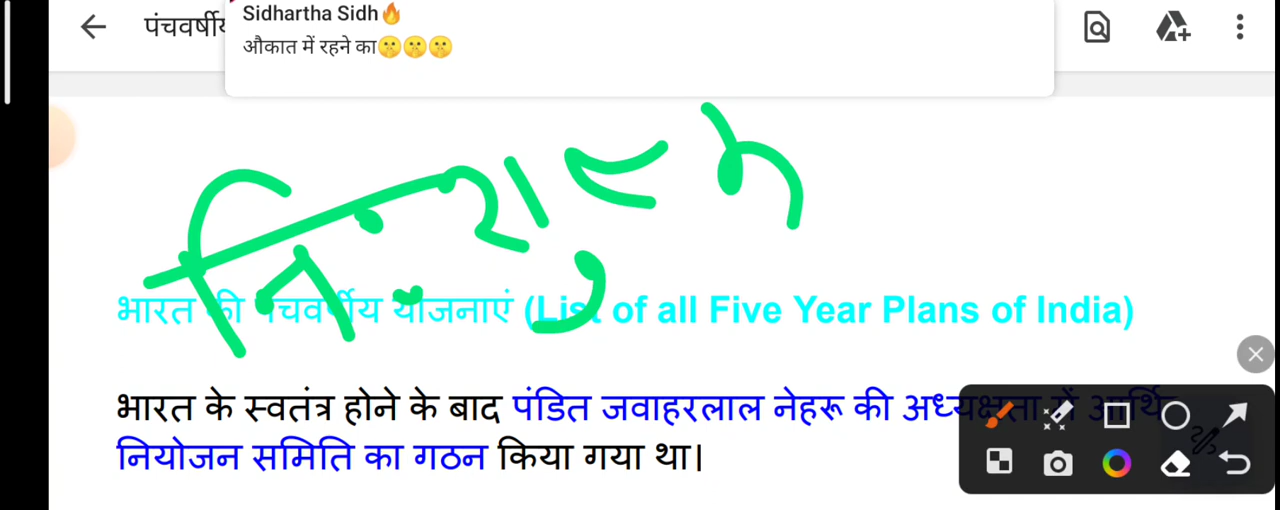 पंचवर्षीय
Sidhartha Sidh🔥
औकात में रहने का🤫🤫🤫
निःशुल्क
भारत की पंचवर्षीय योजनाएं (List of all Five Year Plans of India)
भारत के स्वतंत्र होने के बाद पंडित जवाहरलाल नेहरू की अध्यक्षता में आर्थिक
नियोजन समिति का गठन किया गया था।